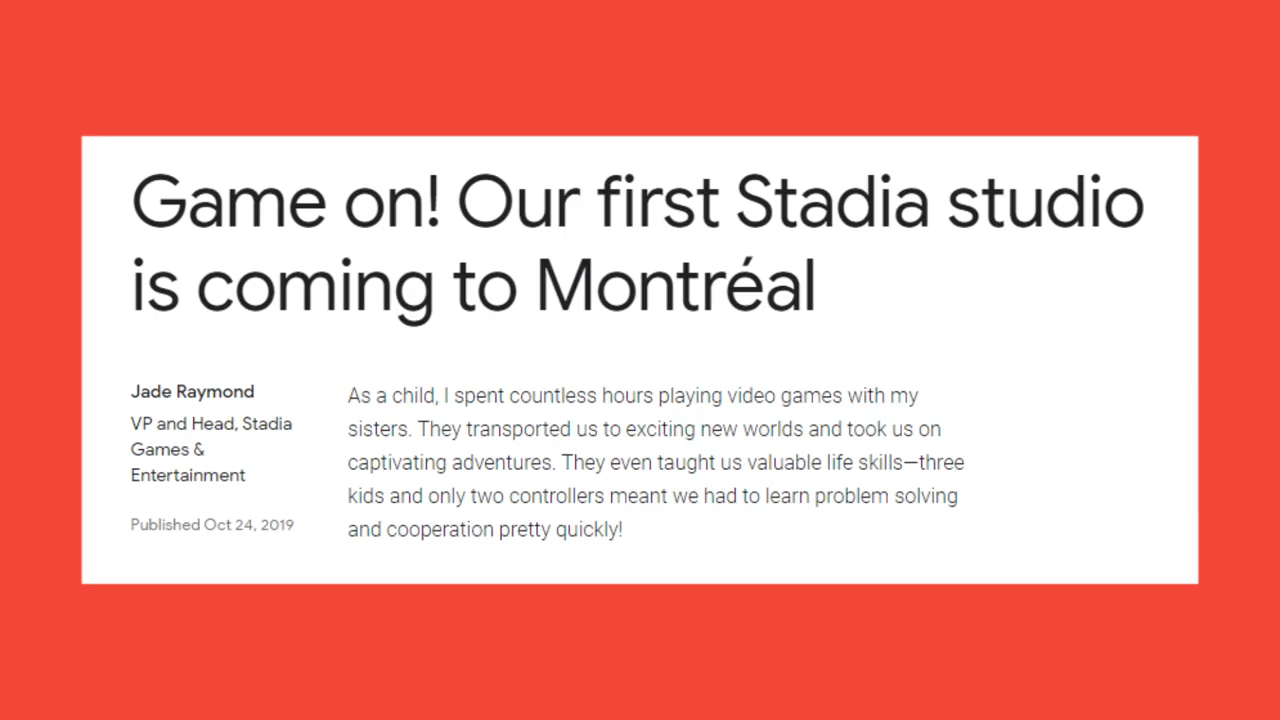 Game on! Our first Stadia studio
is coming to Montréal
Jade Raymond
VP and Head, Stadia
Games &
Entertainment
Published Oct 24, 2019
As a child, I spent countless hours playing video games with my
sisters. They transported us to exciting new worlds and took us on
captivating adventures. They even taught us valuable life skills—three
kids and only two controllers meant we had to learn problem solving
and cooperation pretty quickly!